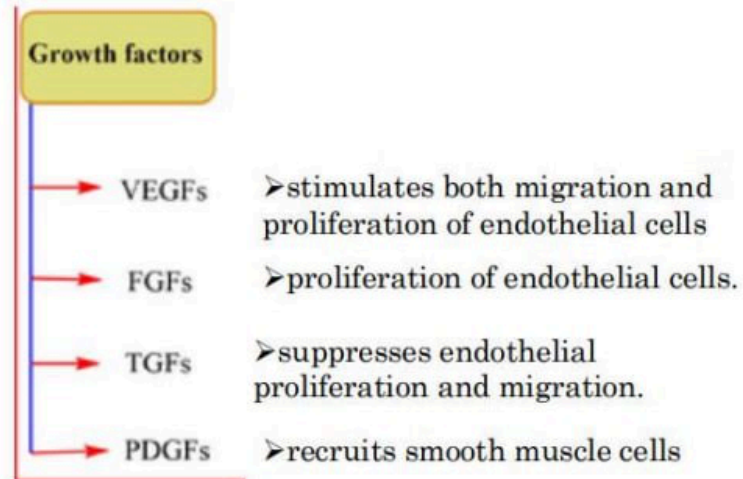 Growth factors
VEGFs ➢stimulates both migration and
proliferation of endothelial cells
FGFs ➢proliferation of endothelial cells.
TGFs ➢suppresses endothelial
proliferation and migration.
PDGFs ➢recruits smooth muscle cells